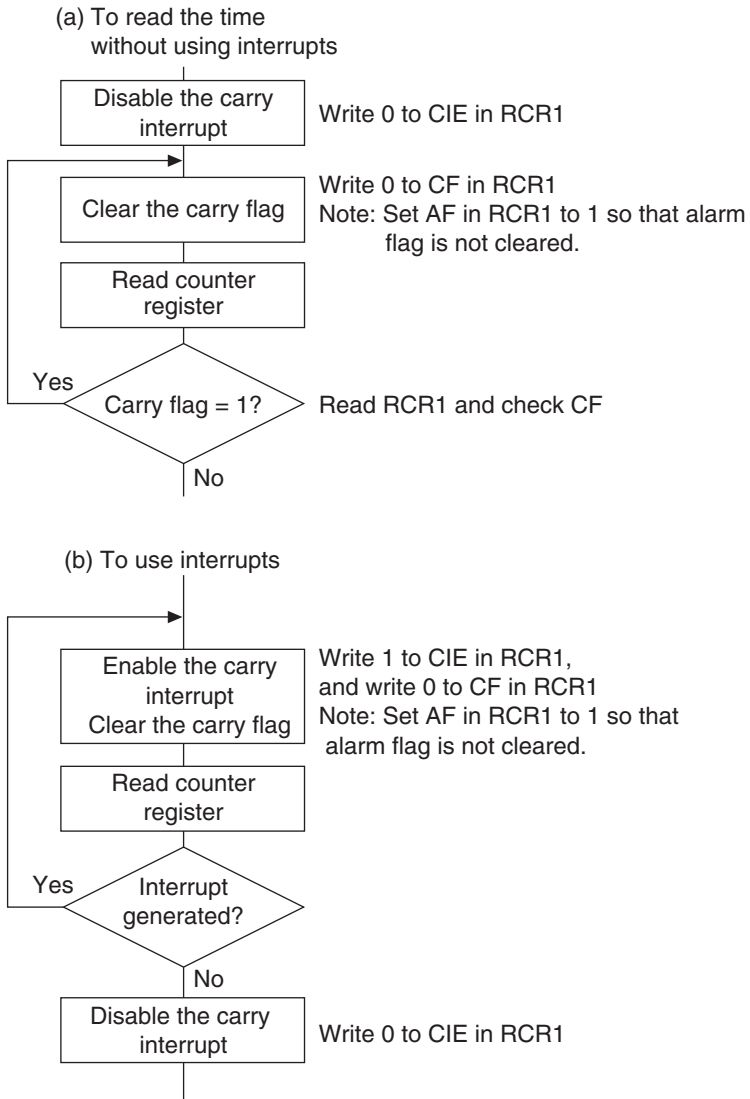 (a) To read the time
without using interrupts
Disable the carry
interrupt
Write 0 to CIE in RCR1
Clear the carry flag
Write 0 to CF in RCR1
Note: Set AF in RCR1 to 1 so that alarm
flag is not cleared.
Read counter
register
Yes
Carry flag = 1?
Read RCR1 and check CF
No
(b) To use interrupts
Enable the carry
interrupt
Clear the carry flag
Write 1 to CIE in RCR1,
and write 0 to CF in RCR1
Note: Set AF in RCR1 to 1 so that
alarm flag is not cleared.
Read counter
register
Yes
Interrupt
generated?
No
Disable the carry
interrupt
Write 0 to CIE in RCR1